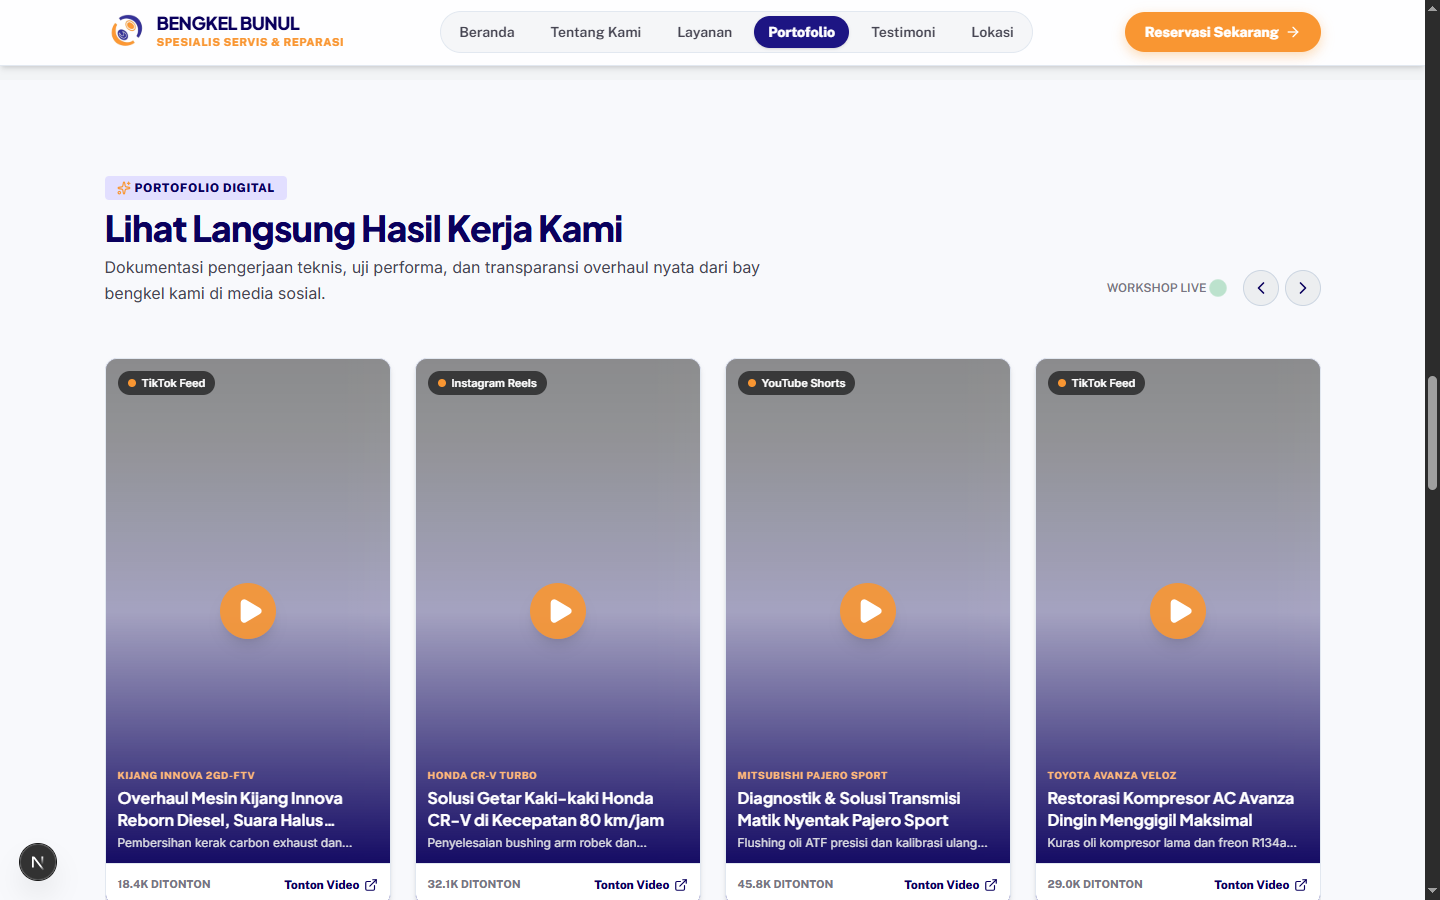 BENGKEL BUNUL
SPESIALIS SERVIS & REPARASI
Beranda
Tentang Kami
Layanan
Portofolio
Testimoni
Lokasi
Reservasi Sekarang
PORTOFOLIO DIGITAL
Lihat Langsung Hasil Kerja Kami
Dokumentasi pengerjaan teknis, uji performa, dan transparansi overhaul nyata dari bay
bengkel kami di media sosial.
WORKSHOP LIVE
TikTok Feed
KIJANG INNOVA 2GD-FTV
Overhaul Mesin Kijang Innova
Reborn Diesel, Suara Halus...
Pembersihan kerak carbon exhaust dan...
18.4K DITONTON
Tonton Video
Instagram Reels
HONDA CR-V TURBO
Solusi Getar Kaki-kaki Honda
CR-V di Kecepatan 80 km/jam
Penyelesaian bushing arm robek dan...
32.1K DITONTON
Tonton Video
YouTube Shorts
MITSUBISHI PAJERO SPORT
Diagnostik & Solusi Transmisi
Matik Nyentak Pajero Sport
Flushing oli ATF presisi dan kalibrasi ulang...
45.8K DITONTON
Tonton Video
TikTok Feed
TOYOTA AVANZA VELOZ
Restorasi Kompresor AC Avanza
Dingin Menggigil Maksimal
Kuras oli kompresor lama dan freon R134a...
29.0K DITONTON
Tonton Video
N